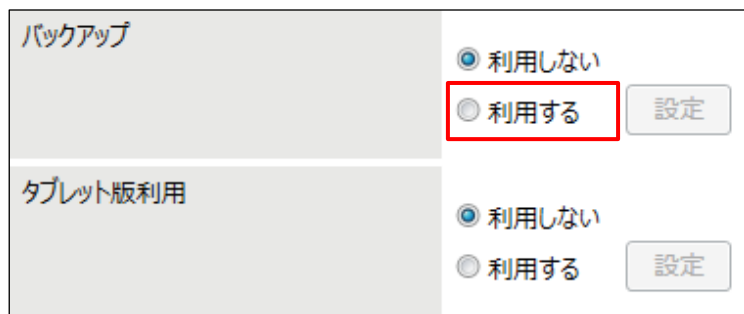 バックアップ
利用しない
利用する 設定
タブレット版利用
利用しない
利用する 設定